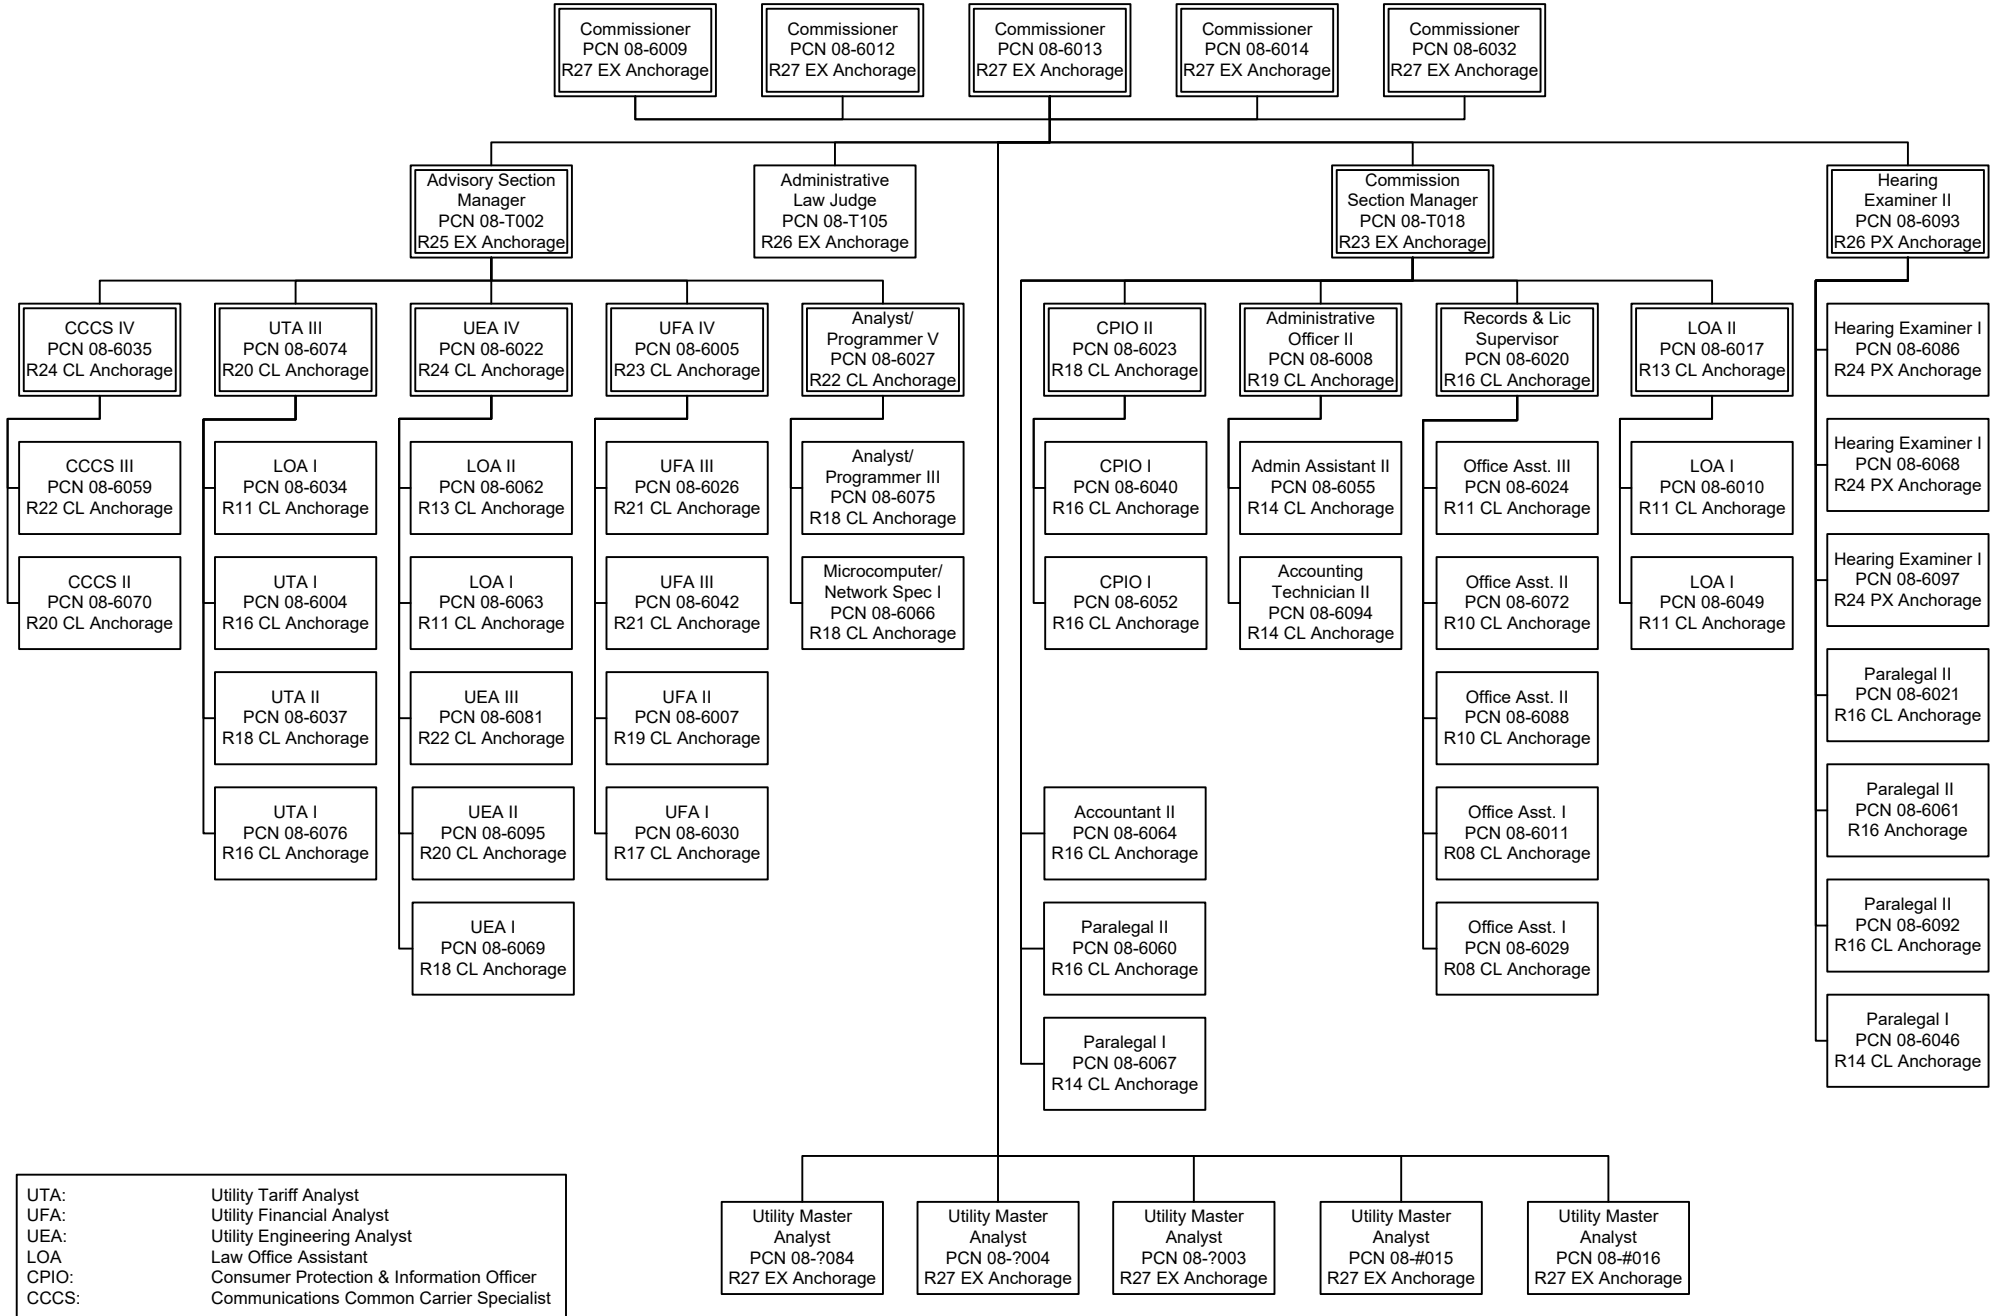 Commissioner
PCN 08-6009
R27 EX Anchorage
Commissioner
PCN 08-6012
R27 EX Anchorage
Commissioner
PCN 08-6013
R27 EX Anchorage
Commissioner
PCN 08-6014
R27 EX Anchorage
Commissioner
PCN 08-6032
R27 EX Anchorage
Advisory Section
Manager
PCN 08-T002
R25 EX Anchorage
Administrative
Law Judge
PCN 08-T105
R26 EX Anchorage
Commission
Section Manager
PCN 08-T018
R23 EX Anchorage
Hearing
Examiner II
PCN 08-6093
R26 PX Anchorage
CCCS IV
PCN 08-6035
R24 CL Anchorage
UTA III
PCN 08-6074
R20 CL Anchorage
UEA IV
PCN 08-6022
R24 CL Anchorage
UFA IV
PCN 08-6005
R23 CL Anchorage
Analyst/
Programmer V
PCN 08-6027
R22 CL Anchorage
CPIO II
PCN 08-6023
R18 CL Anchorage
Administrative
Officer II
PCN 08-6008
R19 CL Anchorage
Records & Lic
Supervisor
PCN 08-6020
R16 CL Anchorage
LOA II
PCN 08-6017
R13 CL Anchorage
Hearing Examiner I
PCN 08-6086
R24 PX Anchorage
CCCS III
PCN 08-6059
R22 CL Anchorage
LOA I
PCN 08-6034
R11 CL Anchorage
LOA II
PCN 08-6062
R13 CL Anchorage
UFA III
PCN 08-6026
R21 CL Anchorage
Analyst/
Programmer III
PCN 08-6075
R18 CL Anchorage
CPIO I
PCN 08-6040
R16 CL Anchorage
Admin Assistant II
PCN 08-6055
R14 CL Anchorage
Office Asst. III
PCN 08-6024
R11 CL Anchorage
LOA I
PCN 08-6010
R11 CL Anchorage
Hearing Examiner I
PCN 08-6068
R24 PX Anchorage
CCCS II
PCN 08-6070
R20 CL Anchorage
UTA I
PCN 08-6004
R16 CL Anchorage
LOA I
PCN 08-6063
R11 CL Anchorage
UFA III
PCN 08-6042
R21 CL Anchorage
Microcomputer/
Network Spec I
PCN 08-6066
R18 CL Anchorage
CPIO I
PCN 08-6052
R16 CL Anchorage
Accounting
Technician II
PCN 08-6094
R14 CL Anchorage
Office Asst. II
PCN 08-6072
R10 CL Anchorage
LOA I
PCN 08-6049
R11 CL Anchorage
Hearing Examiner I
PCN 08-6097
R24 PX Anchorage
UTA II
PCN 08-6037
R18 CL Anchorage
UEA III
PCN 08-6081
R22 CL Anchorage
UFA II
PCN 08-6007
R19 CL Anchorage
Office Asst. II
PCN 08-6088
R10 CL Anchorage
Paralegal II
PCN 08-6021
R16 CL Anchorage
UTA I
PCN 08-6076
R16 CL Anchorage
UEA II
PCN 08-6095
R20 CL Anchorage
UFA I
PCN 08-6030
R17 CL Anchorage
Accountant II
PCN 08-6064
R16 CL Anchorage
Office Asst. I
PCN 08-6011
R08 CL Anchorage
Paralegal II
PCN 08-6061
R16 Anchorage
UEA I
PCN 08-6069
R18 CL Anchorage
Paralegal II
PCN 08-6060
R16 CL Anchorage
Office Asst. I
PCN 08-6029
R08 CL Anchorage
Paralegal II
PCN 08-6092
R16 CL Anchorage
Paralegal I
PCN 08-6067
R14 CL Anchorage
Paralegal I
PCN 08-6046
R14 CL Anchorage
UTA: Utility Tariff Analyst
UFA: Utility Financial Analyst
UEA: Utility Engineering Analyst
LOA Law Office Assistant
CPIO: Consumer Protection & Information Officer
CCCS: Communications Common Carrier Specialist
Utility Master
Analyst
PCN 08-?084
R27 EX Anchorage
Utility Master
Analyst
PCN 08-?004
R27 EX Anchorage
Utility Master
Analyst
PCN 08-?003
R27 EX Anchorage
Utility Master
Analyst
PCN 08-#015
R27 EX Anchorage
Utility Master
Analyst
PCN 08-#016
R27 EX Anchorage